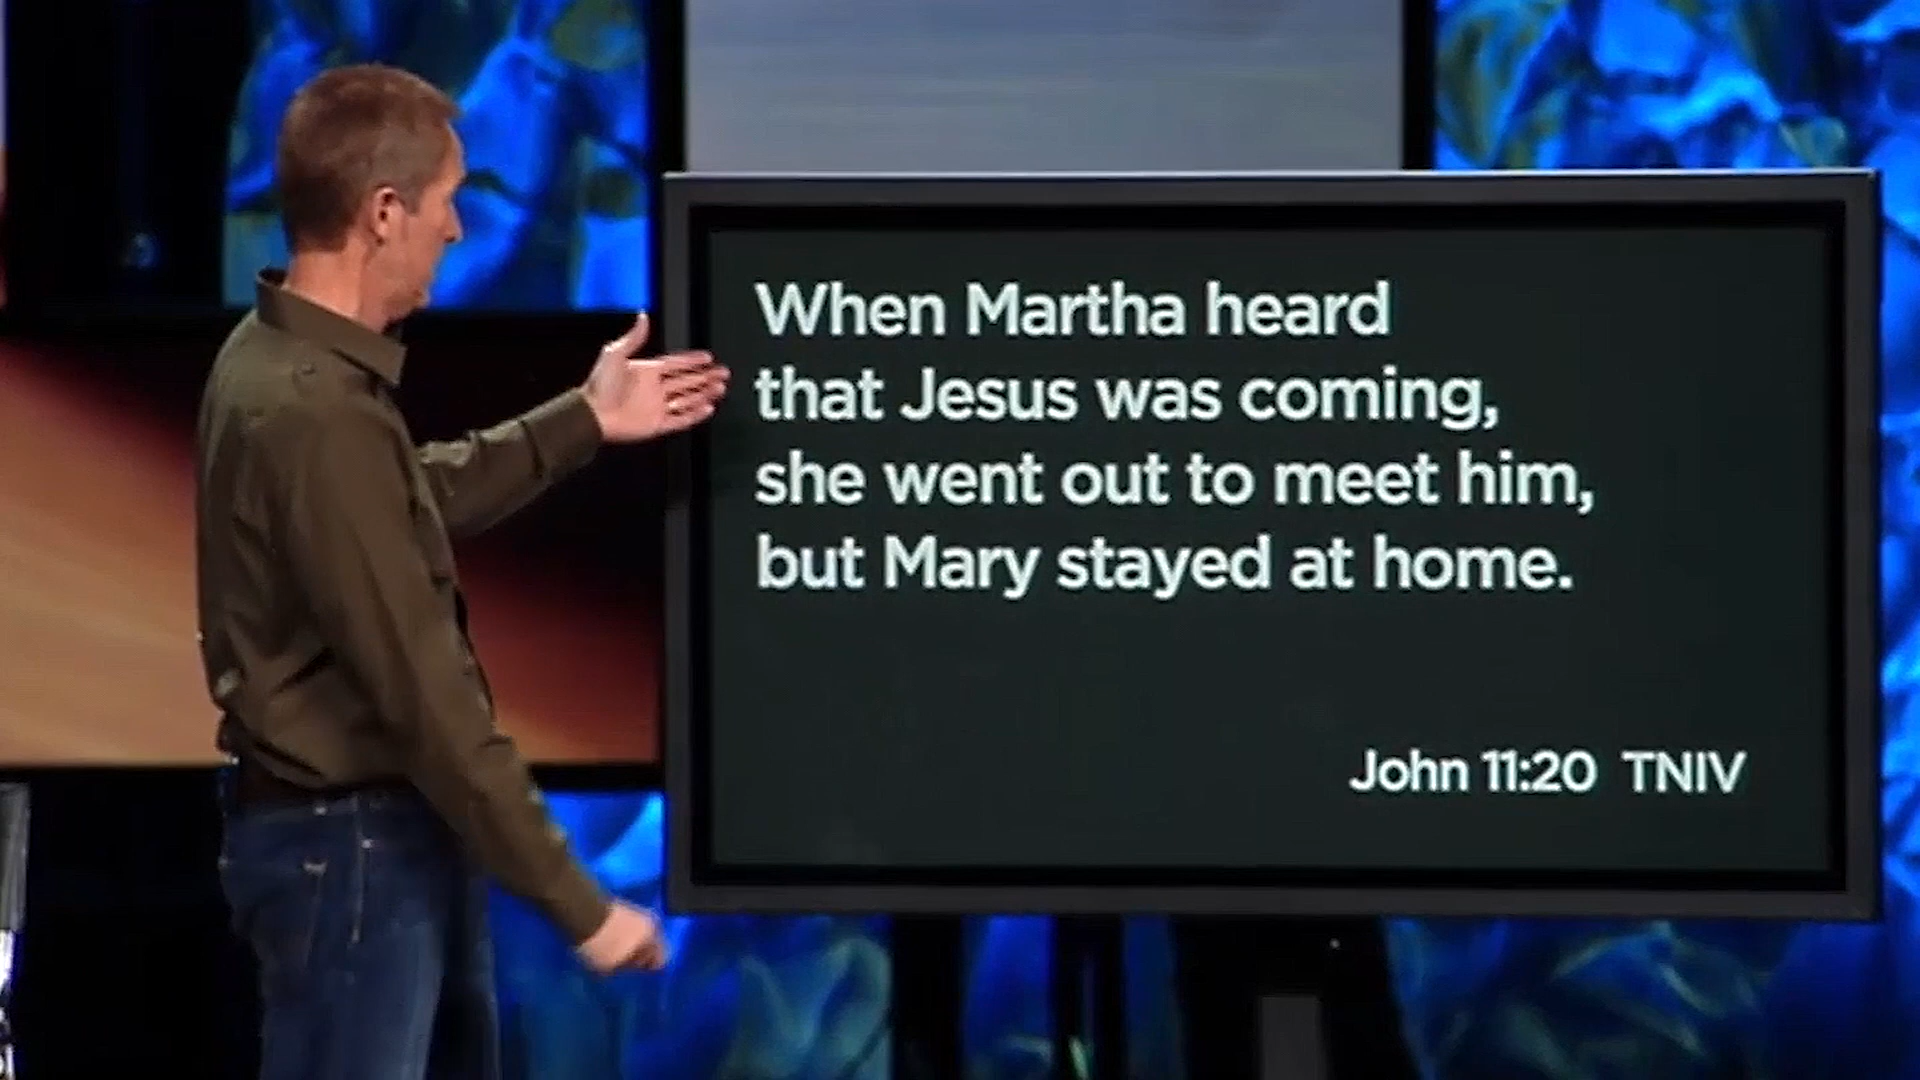 When Martha heard
that Jesus was coming,
she went out to meet him,
but Mary stayed at home.
John 11:20 TNIV